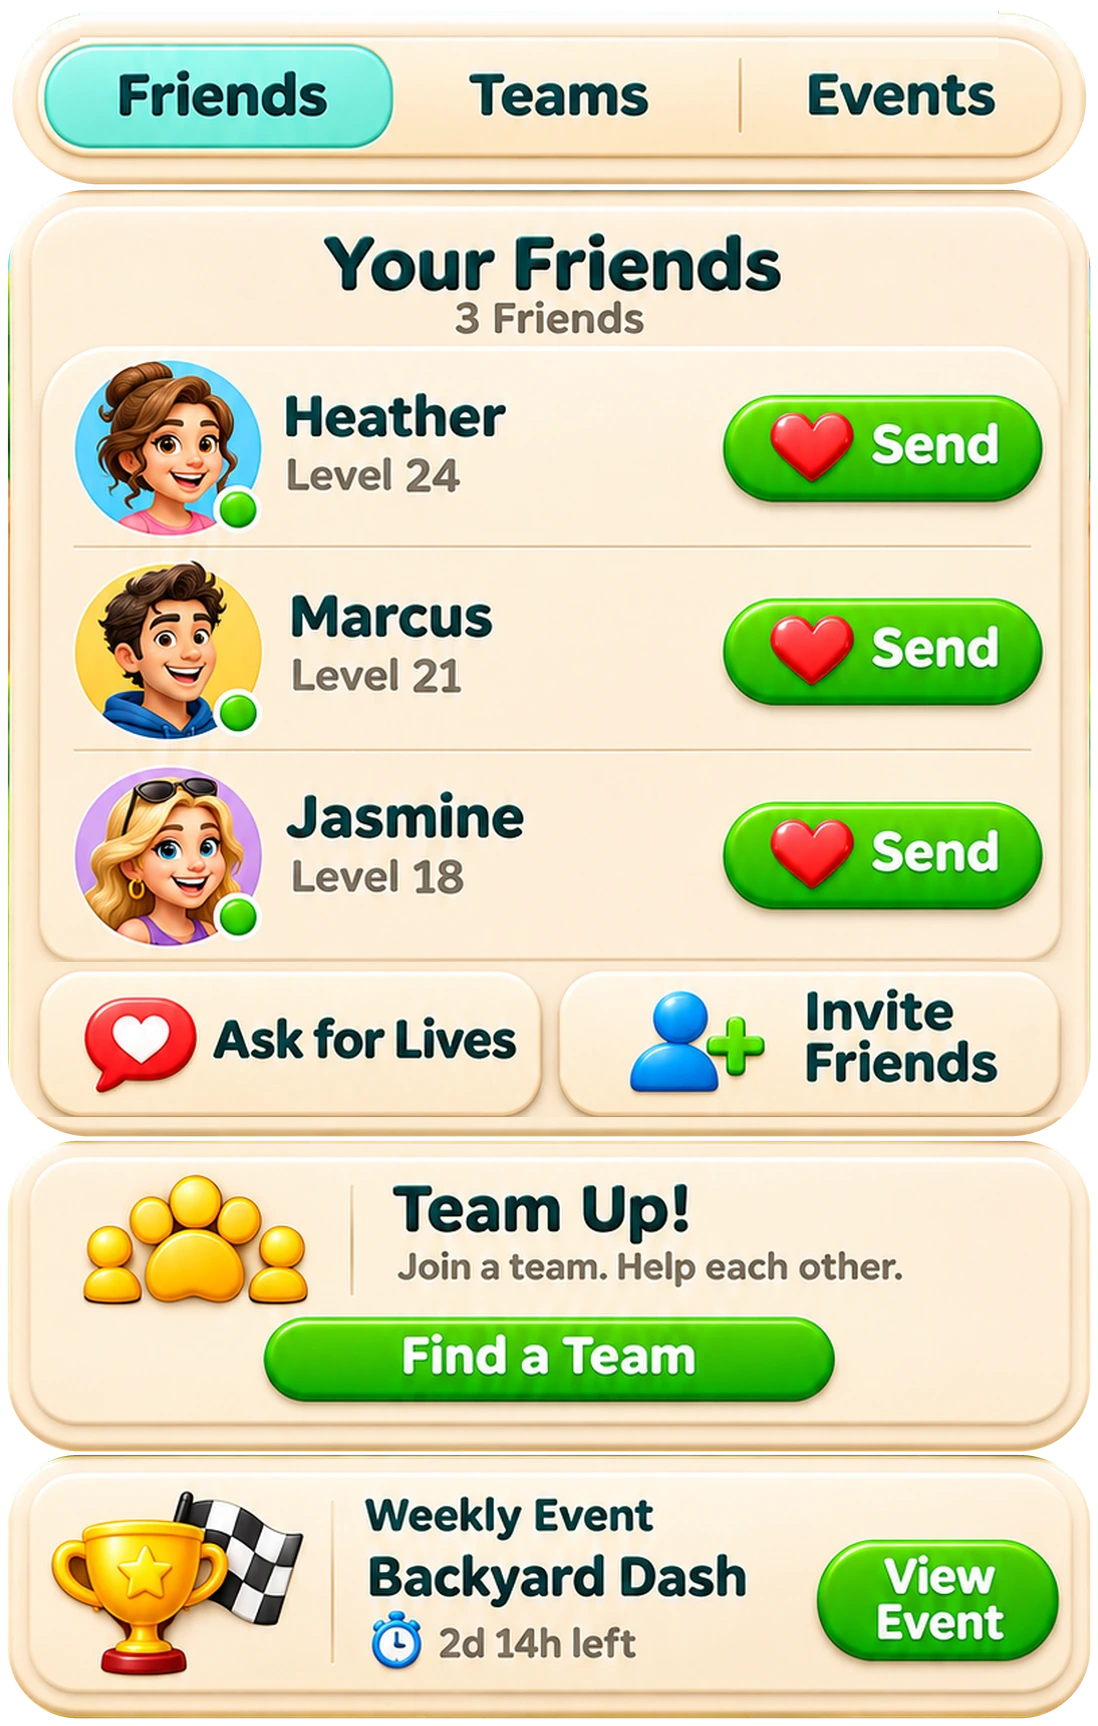 Friends
Teams
Events
Your Friends
3 Friends
Heather
Level 24
Send
Marcus
Level 21
Send
Jasmine
Level 18
Send
Ask for Lives
Invite
Friends
Team Up!
Join a team. Help each other.
Find a Team
Weekly Event
Backyard Dash
2d 14h left
View
Event